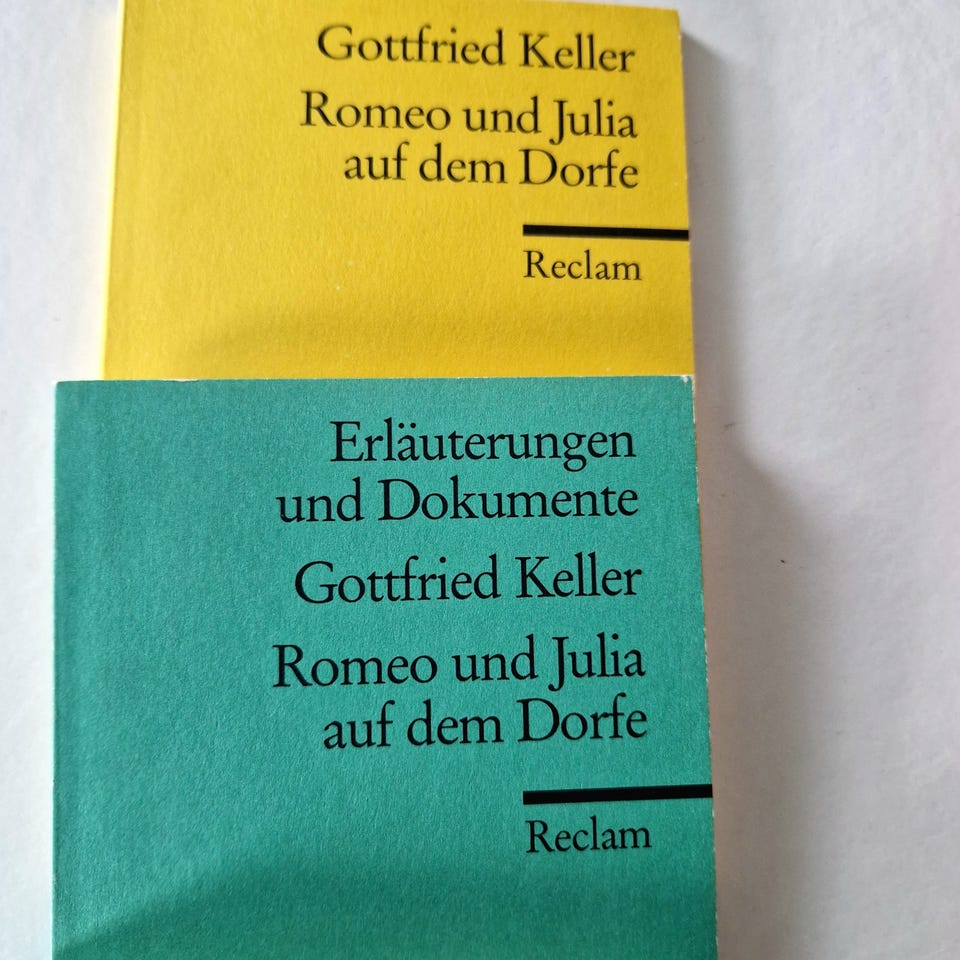 Gottfried Keller
Romeo und Julia
auf dem Dorfe
Reclam
Erläuterungen
und Dokumente
Gottfried Keller
Romeo und Julia
auf dem Dorfe
Reclam